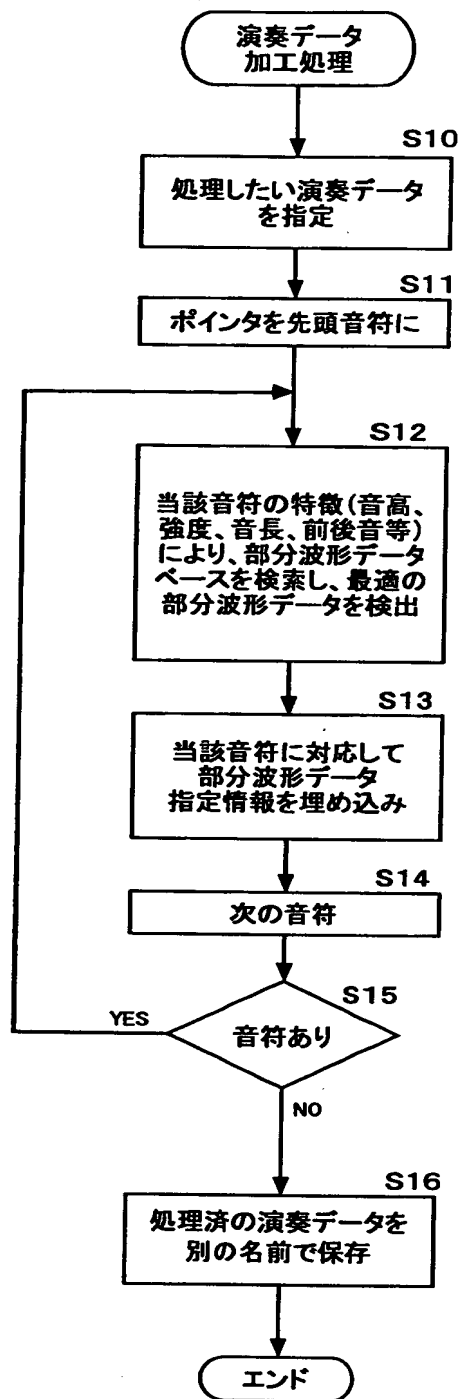 演奏データ
加工処理
S10
処理したい演奏データ
を指定
S11
ポインタを先頭音符に
S12
当該音符の特徴(音高、
強度、音長、前後音等)
により、部分波形データ
ベースを検索し、最適の
部分波形データを検出
S13
当該音符に対応して
部分波形データ
指定情報を埋め込み
S14
次の音符
S15
YES
音符あり
NO
S16
処理済の演奏データを
別の名前で保存
エンド